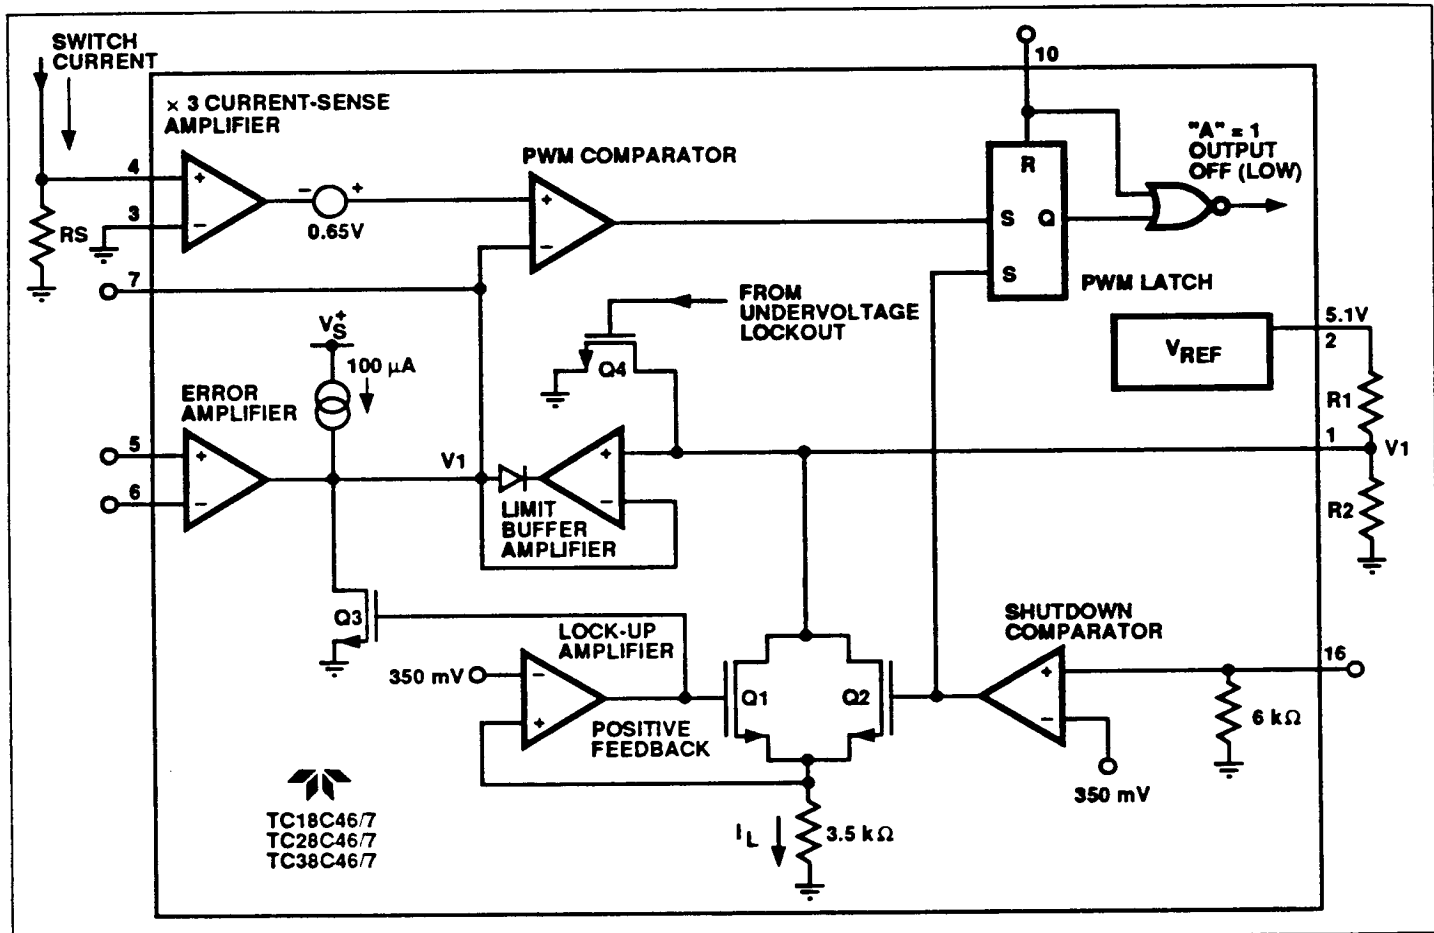 SWITCH
CURRENT
10
× 3 CURRENT-SENSE
AMPLIFIER
"A" = 1
OUTPUT
OFF (LOW)
PWM COMPARATOR
R
4
+
− +
+
3
−
RS
0.65V
−
S Q
S
7
PWM LATCH
FROM
UNDERVOLTAGE
LOCKOUT
5.1V
2
VREF
VS+
100 μA
Q4
R1
ERROR
AMPLIFIER
5
+
V1
+
1
V1
6
−
−
LIMIT
BUFFER
AMPLIFIER
R2
Q3
LOCK-UP
AMPLIFIER
SHUTDOWN
COMPARATOR
350 mV
−
16
+
Q1
Q2
+
−
6 kΩ
POSITIVE
FEEDBACK
350 mV
TC18C46/7
TC28C46/7
TC38C46/7
IL
3.5 kΩ